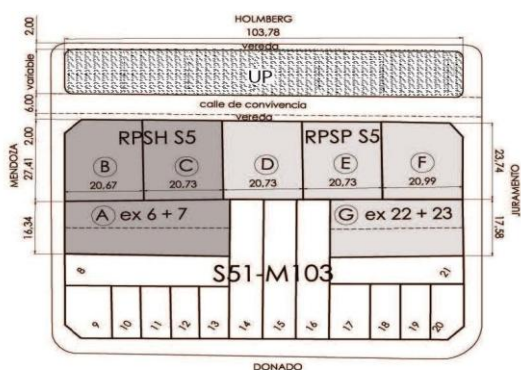 HOLMBERG
103,78
2,00
vereda
variable
UP
6,00
calle de convivencia
vereda
2,00
RPSH S5
RPSP S5
B
C
D
E
F
20.67
20.73
20.73
20.73
20.99
MENDOZA
27,41
23,74
JURAMENTO
A ex 6 + 7
G ex 22 + 23
16,34
17,58
8
S51-M103
21
9
10
11
12
13
14
15
16
17
18
19
20
DONADO